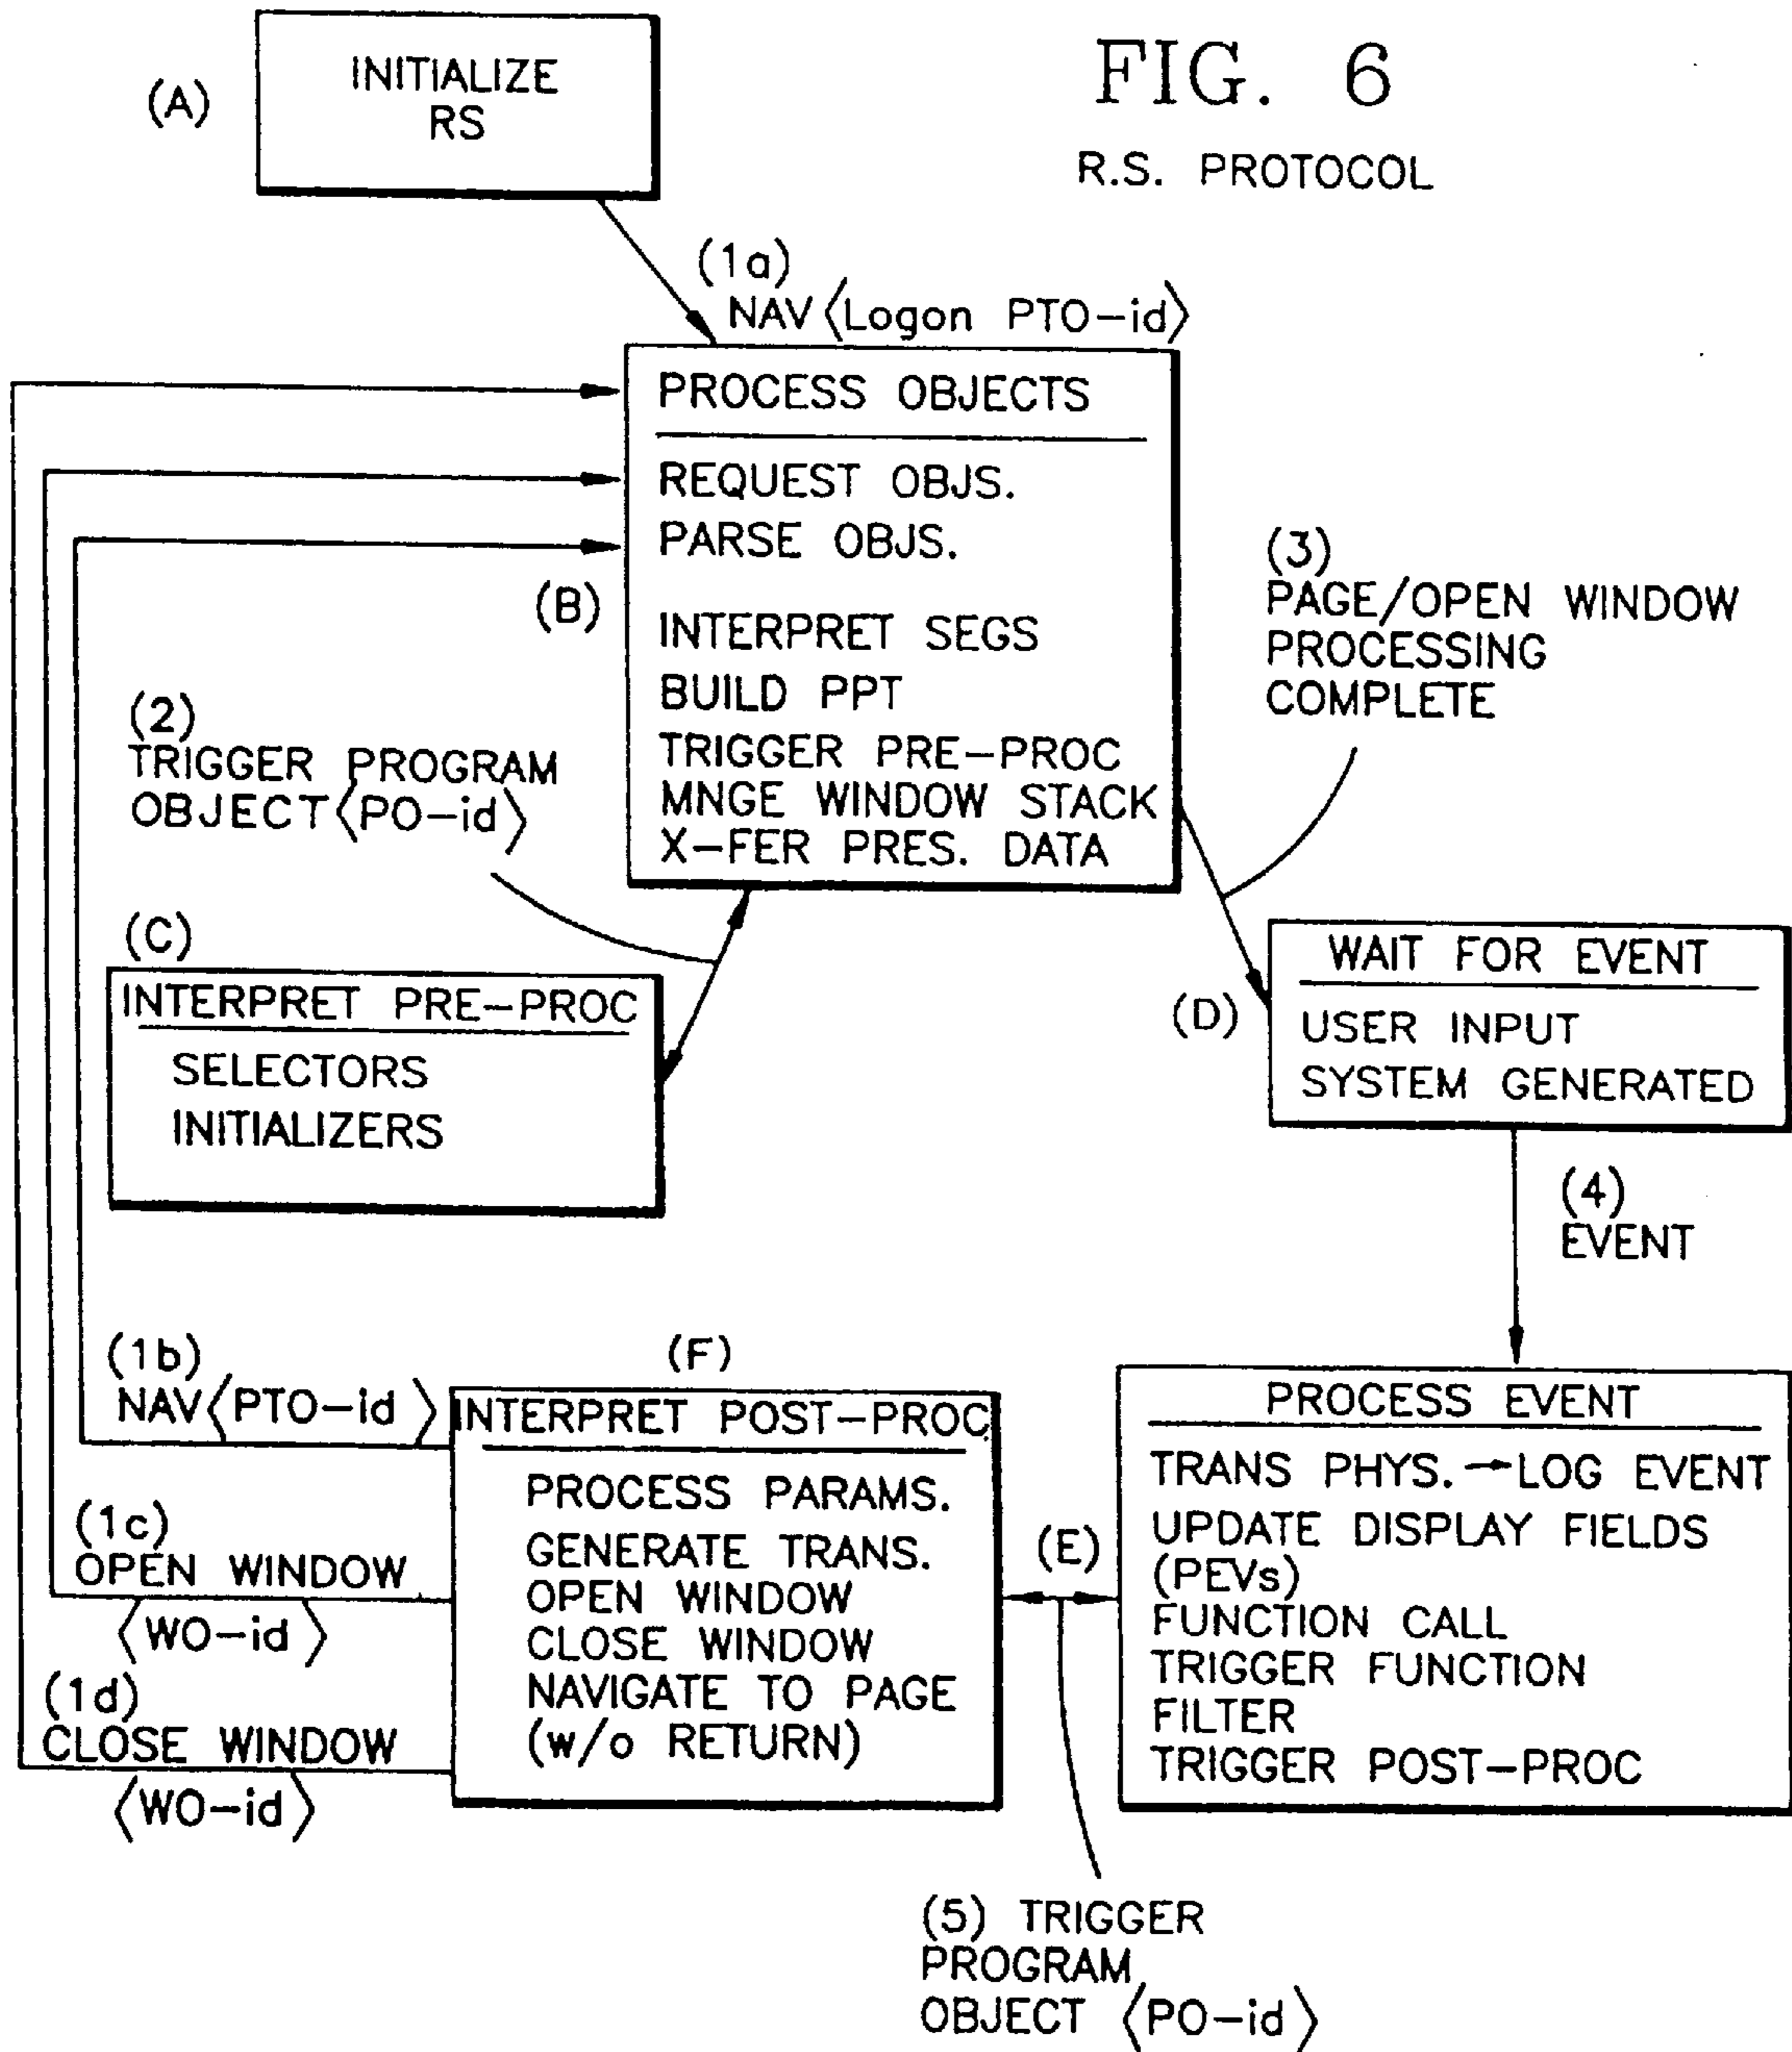 FIG. 6
R.S. PROTOCOL
(A)
INITIALIZE
RS
(1a)
NAV〈Logon PTO-id〉
PROCESS OBJECTS
REQUEST OBJS.
PARSE OBJS.
(B)
INTERPRET SEGS
BUILD PPT
TRIGGER PRE-PROC
MNGE WINDOW STACK
X-FER PRES. DATA
(2)
TRIGGER PROGRAM
OBJECT〈PO-id〉
(3)
PAGE/OPEN WINDOW
PROCESSING
COMPLETE
(C)
INTERPRET PRE-PROC
SELECTORS
INITIALIZERS
(D)
WAIT FOR EVENT
USER INPUT
SYSTEM GENERATED
(4)
EVENT
(1b)
NAV〈PTO-id〉
(1c)
OPEN WINDOW
〈WO-id〉
(1d)
CLOSE WINDOW
〈WO-id〉
(F)
INTERPRET POST-PROC
PROCESS PARAMS.
GENERATE TRANS.
OPEN WINDOW
CLOSE WINDOW
NAVIGATE TO PAGE
(w/o RETURN)
(E)
PROCESS EVENT
TRANS PHYS.→LOG EVENT
UPDATE DISPLAY FIELDS
(PEVs)
FUNCTION CALL
TRIGGER FUNCTION
FILTER
TRIGGER POST-PROC
(5) TRIGGER
PROGRAM
OBJECT 〈PO-id〉